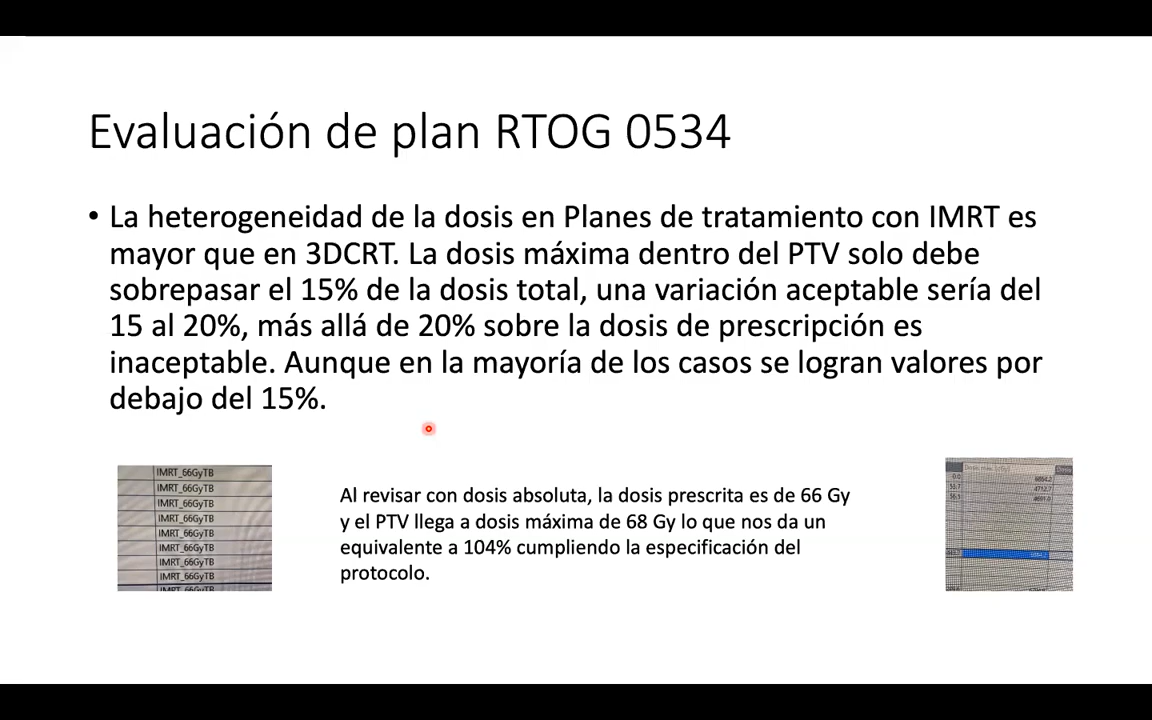 Evaluación de plan RTOG 0534
• La heterogeneidad de la dosis en Planes de tratamiento con IMRT es
mayor que en 3DCRT. La dosis máxima dentro del PTV solo debe
sobrepasar el 15% de la dosis total, una variación aceptable sería del
15 al 20%, más allá de 20% sobre la dosis de prescripción es
inaceptable. Aunque en la mayoría de los casos se logran valores por
debajo del 15%.
IMRT_66GyTB
IMRT_66GyTB
IMRT_66GyTB
IMRT_66GyTB
IMRT_66GyTB
IMRT_66GyTB
IMRT_66GyTB
IMRT_66GyTB
IMRT_66GyTB
Al revisar con dosis absoluta, la dosis prescrita es de 66 Gy
y el PTV llega a dosis máxima de 68 Gy lo que nos da un
equivalente a 104% cumpliendo la especificación del
protocolo.